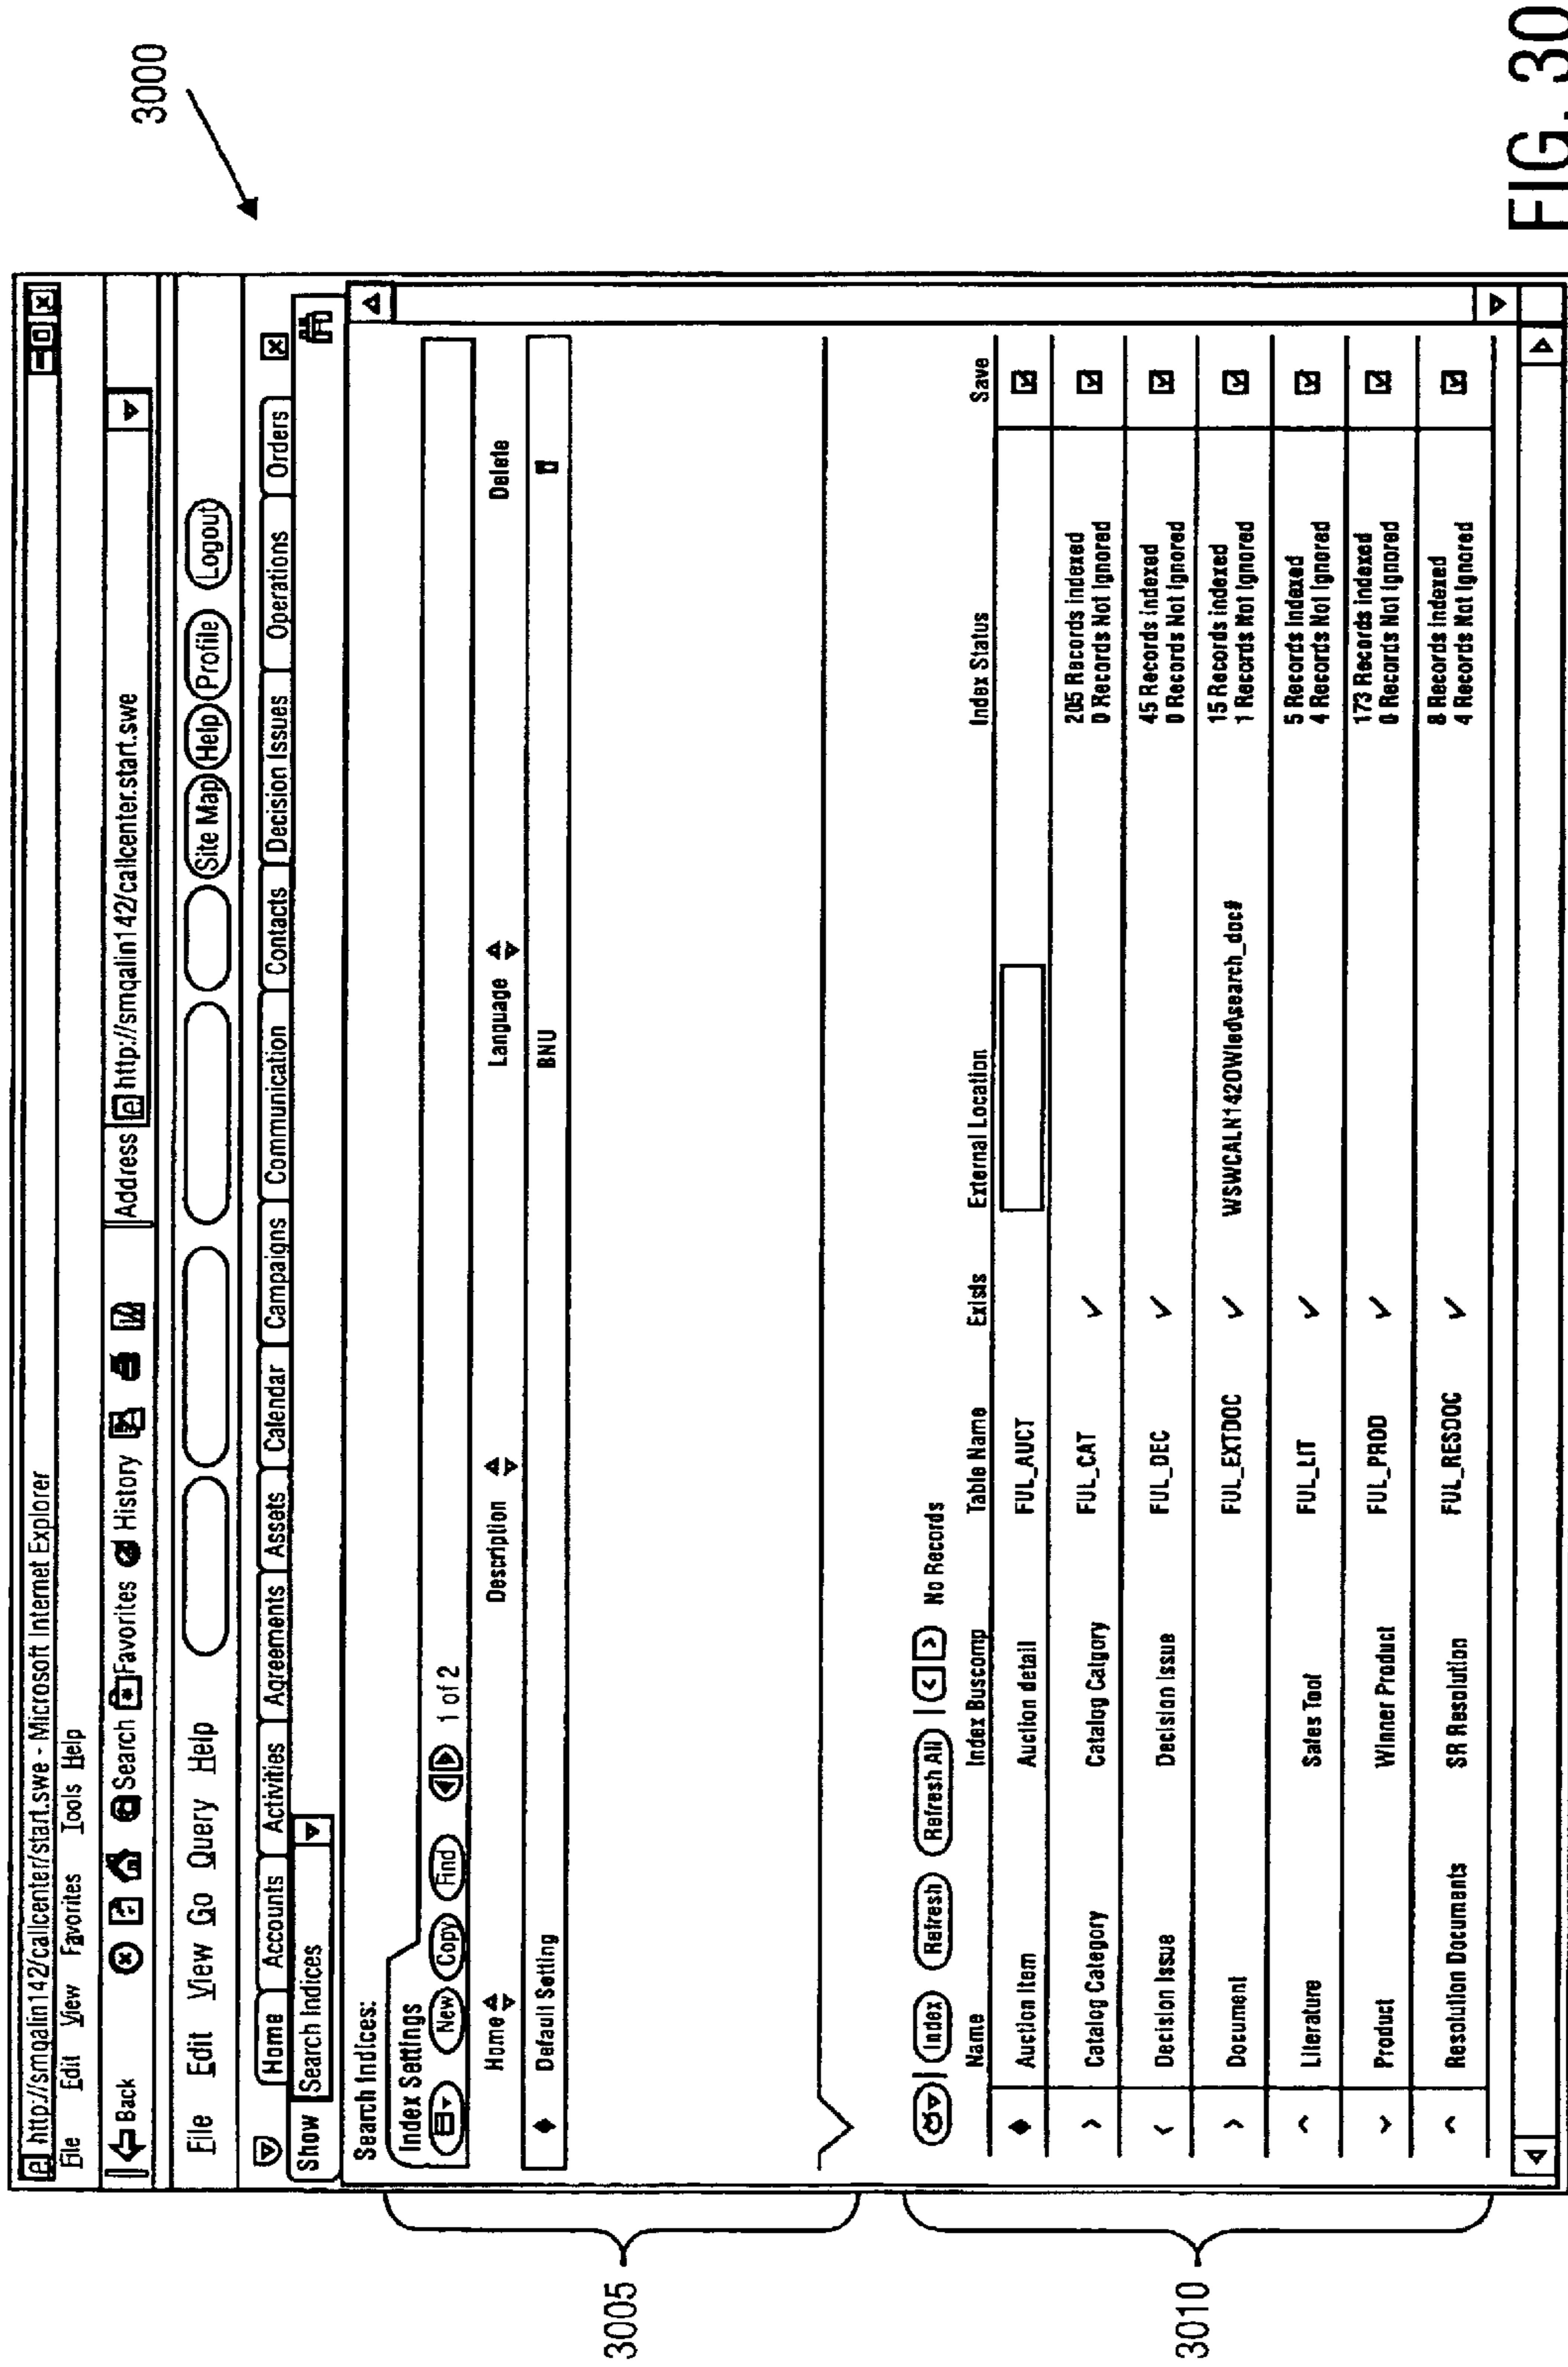 3000
http://smqalin142/callcenter/start.swe - Microsoft Internet Explorer
File Edit View Favorites Tools Help
Back Search Favorites History Address http://smqalin142/callcenter.start.swe
File Edit View Go Query Help Site Map Help Profile Logout
Home Accounts Activities Agreements Assets Calendar Campaigns Communication Contacts Decision Issues Operations Orders
Show Search Indices
Search Indices:
Index Settings
New Copy Find 1 of 2
Home Description Language Delete
Default Setting BNU
3005
Index Refresh Refresh All No Records
Name Index Buscomp Table Name Exists External Location Index Status Save
Auction Item Auction detail FUL_AUCT
Catalog Category Catalog Catgory FUL_CAT ✓ 205 Records indexed
0 Records Not Ignored
Decision Issue Decision Issue FUL_DEC ✓ 45 Records Indexed
0 Records Not Ignored
Document FUL_EXTDOC ✓ WSWCALN1420Wled\search_doc# 15 Records indexed
1 Records Not Ignored
Literature Sales Tool FUL_LIT ✓ 5 Records Indexed
4 Records Not Ignored
Product Winner Product FUL_PROD ✓ 173 Records indexed
0 Records Not Ignored
Resolution Documents SR Resolution FUL_RESDOC ✓ 8 Records indexed
4 Records Not Ignored
3010
FIG. 30